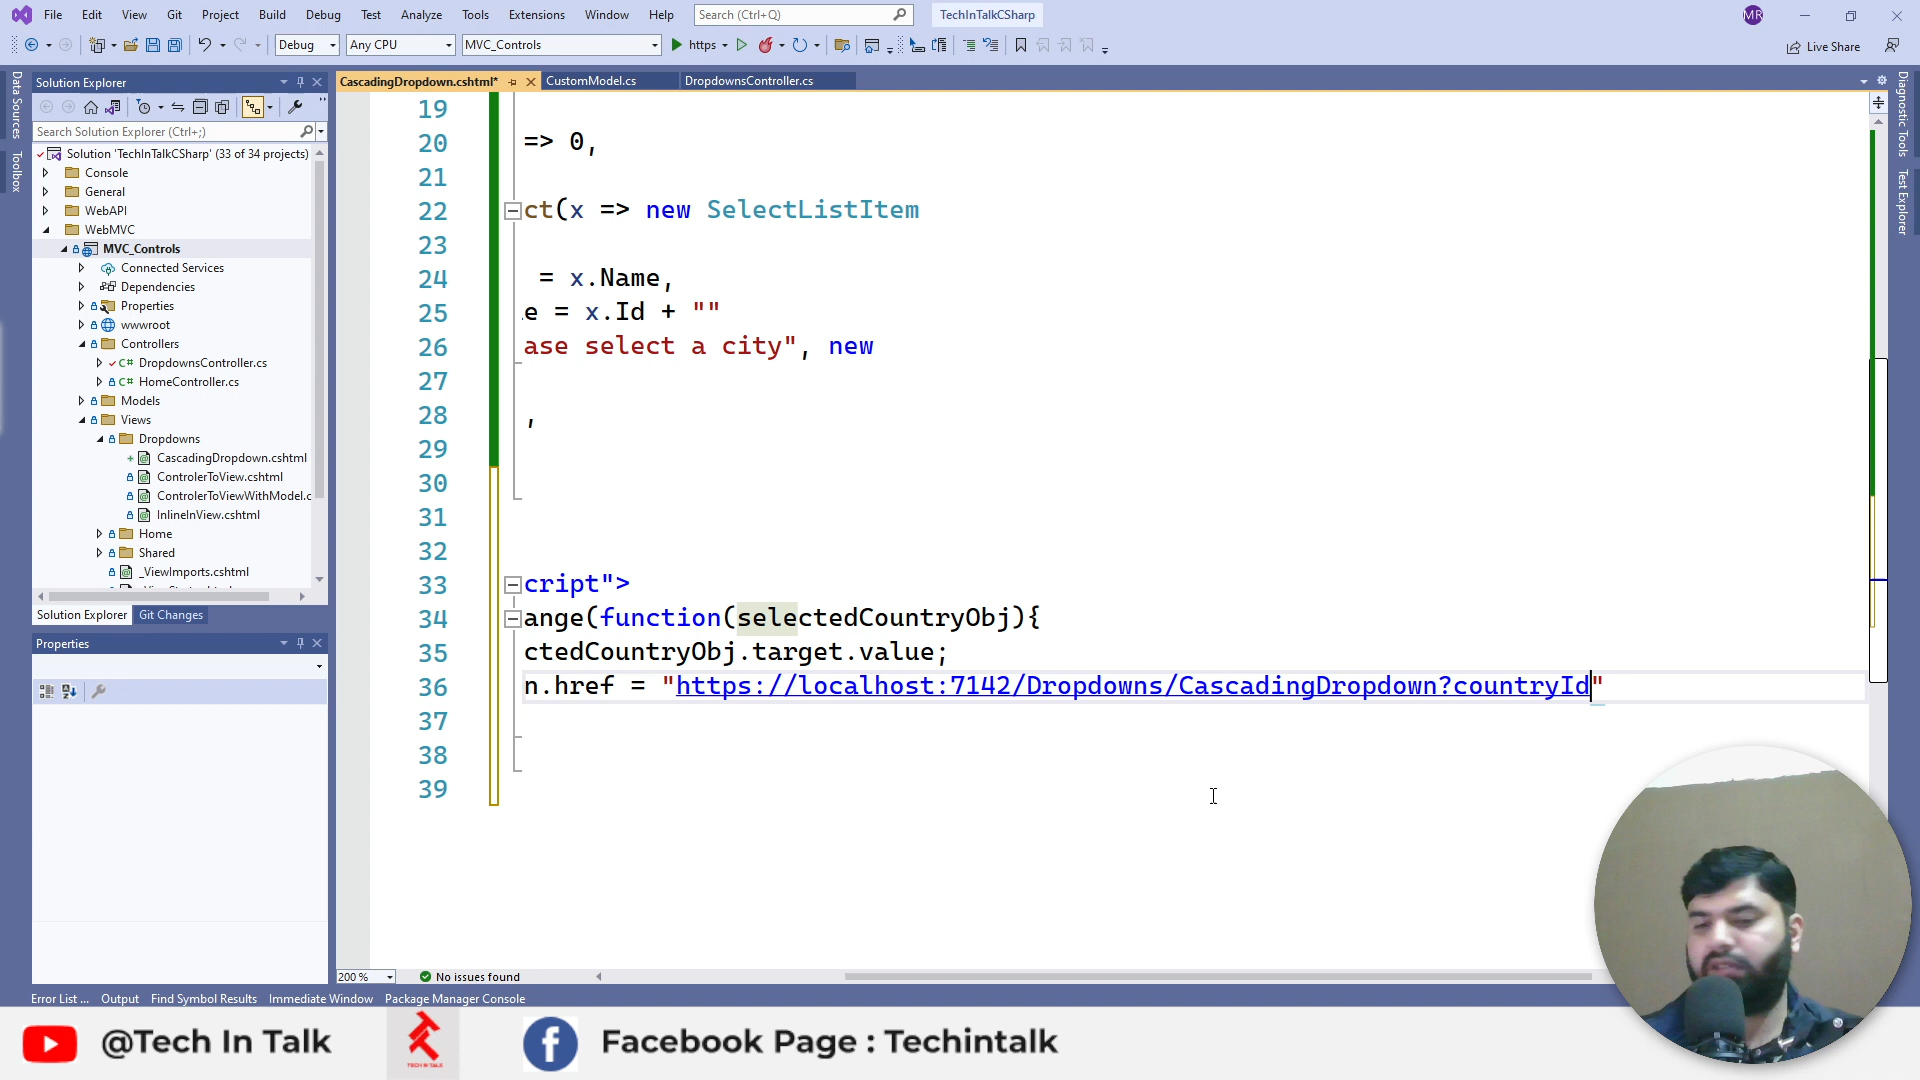 File Edit View Git Project Build Debug Test Analyze Tools Extensions Window Help Search (Ctrl+Q) TechInTalkCSharp MR
Debug Any CPU MVC_Controls https: Live Share
Data Sources
Toolbox
Solution Explorer
Search Solution Explorer (Ctrl+;)
Solution 'TechInTalkCSharp' (33 of 34 projects)
Console
General
WebAPI
WebMVC
MVC_Controls
Connected Services
Dependencies
Properties
wwwroot
Controllers
C# DropdownsController.cs
C# HomeController.cs
Models
Views
Dropdowns
CascadingDropdown.cshtml
ControlerToView.cshtml
ControlerToViewWithModel.c
InlineInView.cshtml
Home
Shared
_ViewImports.cshtml
Solution Explorer Git Changes
Properties
CascadingDropdown.cshtml* CustomModel.cs DropdownsController.cs
19
20 => 0,
21
22 ct(x => new SelectListItem
23
24 = x.Name,
25 .e = x.Id + ""
26 ase select a city", new
27
28 ,
29
30
31
32
33 cript">
34 ange(function(selectedCountryObj){
35 ctedCountryObj.target.value;
36 n.href = "https://localhost:7142/Dropdowns/CascadingDropdown?countryId"
37
38
39
200 % No issues found
Diagnostic Tools
Test Explorer
Error List ... Output Find Symbol Results Immediate Window Package Manager Console
@Tech In Talk TECH IN TALK Facebook Page : Techintalk